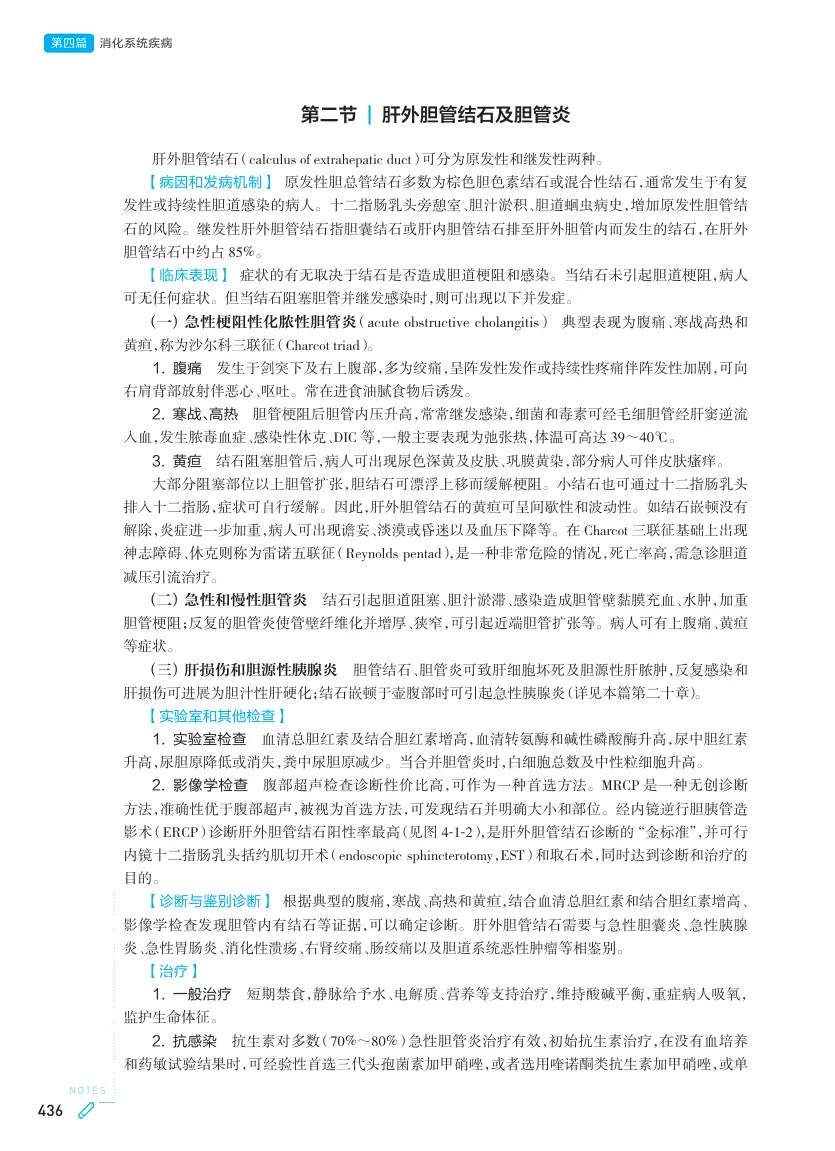 第四篇 消化系统疾病
第二节 | 肝外胆管结石及胆管炎
肝外胆管结石（calculus of extrahepatic duct）可分为原发性和继发性两种。
【病因和发病机制】 原发性胆总管结石多数为棕色胆色素结石或混合性结石，通常发生于有复
发性或持续性胆道感染的病人。十二指肠乳头旁憩室、胆汁淤积、胆道蛔虫病史，增加原发性胆管结
石的风险。继发性肝外胆管结石指胆囊结石或肝内胆管结石排至肝外胆管内而发生的结石，在肝外
胆管结石中约占 85%。
【临床表现】 症状的有无取决于结石是否造成胆道梗阻和感染。当结石未引起胆道梗阻，病人
可无任何症状。但当结石阻塞胆管并继发感染时，则可出现以下并发症。
（一）急性梗阻性化脓性胆管炎（acute obstructive cholangitis） 典型表现为腹痛、寒战高热和
黄疸，称为沙尔科三联征（Charcot triad）。
1. 腹痛 发生于剑突下及右上腹部，多为绞痛，呈阵发性发作或持续性疼痛伴阵发性加剧，可向
右肩背部放射伴恶心、呕吐。常在进食油腻食物后诱发。
2. 寒战、高热 胆管梗阻后胆管内压升高，常常继发感染，细菌和毒素可经毛细胆管经肝窦逆流
入血，发生脓毒血症、感染性休克、DIC 等，一般主要表现为弛张热，体温可高达 39～40℃。
3. 黄疸 结石阻塞胆管后，病人可出现尿色深黄及皮肤、巩膜黄染，部分病人可伴皮肤瘙痒。
大部分阻塞部位以上胆管扩张，胆结石可漂浮上移而缓解梗阻。小结石也可通过十二指肠乳头
排入十二指肠，症状可自行缓解。因此，肝外胆管结石的黄疸可呈间歇性和波动性。如结石嵌顿没有
解除，炎症进一步加重，病人可出现谵妄、淡漠或昏迷以及血压下降等。在 Charcot 三联征基础上出现
神志障碍、休克则称为雷诺五联征（Reynolds pentad），是一种非常危险的情况，死亡率高，需急诊胆道
减压引流治疗。
（二）急性和慢性胆管炎 结石引起胆道阻塞、胆汁淤滞、感染造成胆管壁黏膜充血、水肿，加重
胆管梗阻；反复的胆管炎使管壁纤维化并增厚、狭窄，可引起近端胆管扩张等。病人可有上腹痛、黄疸
等症状。
（三）肝损伤和胆源性胰腺炎 胆管结石、胆管炎可致肝细胞坏死及胆源性肝脓肿，反复感染和
肝损伤可进展为胆汁性肝硬化；结石嵌顿于壶腹部时可引起急性胰腺炎（详见本篇第二十章）。
【实验室和其他检查】
1. 实验室检查 血清总胆红素及结合胆红素增高，血清转氨酶和碱性磷酸酶升高，尿中胆红素
升高，尿胆原降低或消失，粪中尿胆原减少。当合并胆管炎时，白细胞总数及中性粒细胞升高。
2. 影像学检查 腹部超声检查诊断性价比高，可作为一种首选方法。MRCP 是一种无创诊断
方法，准确性优于腹部超声，被视为首选方法，可发现结石并明确大小和部位。经内镜逆行胆胰管造
影术（ERCP）诊断肝外胆管结石阳性率最高（见图 4-1-2），是肝外胆管结石诊断的“金标准”，并可行
内镜十二指肠乳头括约肌切开术（endoscopic sphincterotomy，EST）和取石术，同时达到诊断和治疗的
目的。
【诊断与鉴别诊断】 根据典型的腹痛，寒战、高热和黄疸，结合血清总胆红素和结合胆红素增高、
影像学检查发现胆管内有结石等证据，可以确定诊断。肝外胆管结石需要与急性胆囊炎、急性胰腺
炎、急性胃肠炎、消化性溃疡、右肾绞痛、肠绞痛以及胆道系统恶性肿瘤等相鉴别。
【治疗】
1. 一般治疗 短期禁食，静脉给予水、电解质、营养等支持治疗，维持酸碱平衡，重症病人吸氧，
监护生命体征。
2. 抗感染 抗生素对多数（70%～80%）急性胆管炎治疗有效，初始抗生素治疗，在没有血培养
和药敏试验结果时，可经验性首选三代头孢菌素加甲硝唑，或者选用喹诺酮类抗生素加甲硝唑，或单
NOTES
436